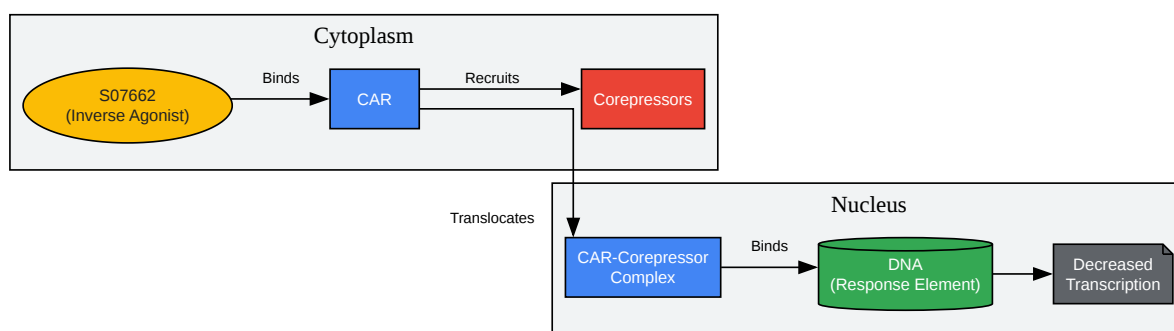 Cytoplasm
S07662
(Inverse Agonist)
Binds
CAR
Recruits
Corepressors
Translocates
Nucleus
CAR-Corepressor
Complex
Binds
DNA
(Response Element)
Decreased
Transcription